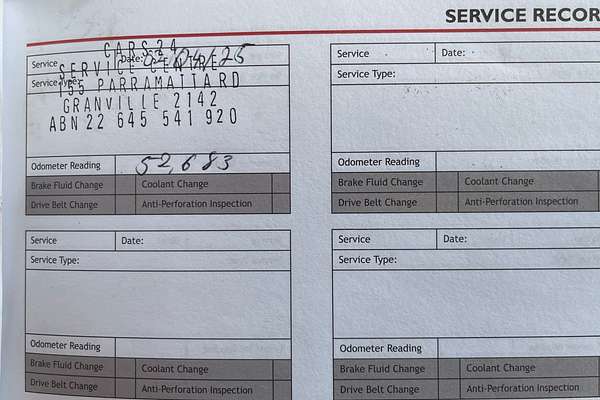 SERVICE RECOR
CARS 24
Service Date:
SERVICE CENTRE
Service Type:
155 PARRAMATTARD
GRANVILLE 2142
ABN 22 645 541 920
Odometer Reading 52,683
Brake Fluid Change Coolant Change
Drive Belt Change Anti-Perforation Inspection
Service Date:
Service Type:
Odometer Reading
Brake Fluid Change Coolant Change
Drive Belt Change Anti-Perforation Inspection
Service Date:
Service Type:
Odometer Reading
Brake Fluid Change Coolant Change
Drive Belt Change Anti-Perforation Inspection
Service Date:
Service Type:
Odometer Reading
Brake Fluid Change Coolant Change
Drive Belt Change Anti-Perforation Inspection